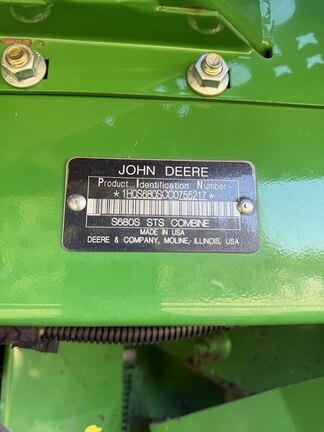 JOHN DEERE
Product Identification Number
*1H0S680SCC0755217*
S680S STS COMBINE
MADE IN USA
DEERE & COMPANY, MOLINE, ILLINOIS, USA